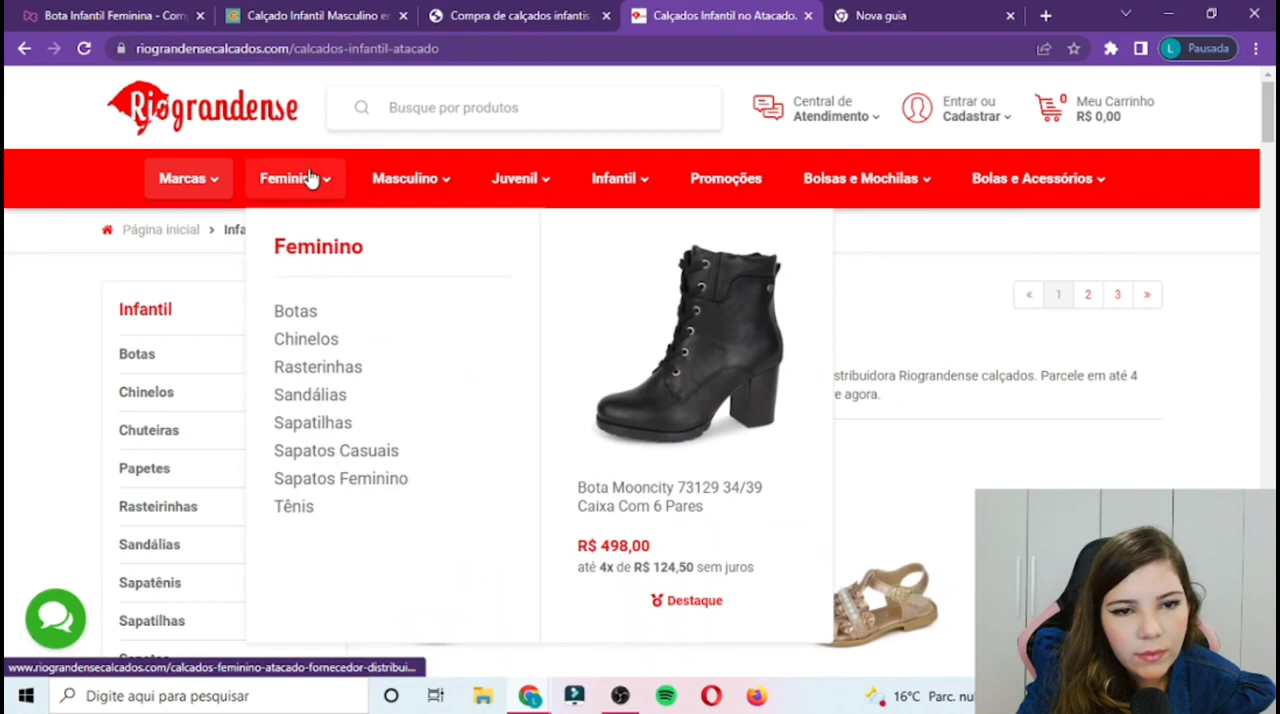 Bota Infantil Feminina - Com
Calçado Infantil Masculino e
Compra de calçados infantis
Calçados Infantil no Atacado.
Nova guia
riograndensecalcados.com/calcados-infantil-atacado
L Pausada
Riograndense
Busque por produtos
Central de
Atendimento
Entrar ou
Cadastrar
0
Meu Carrinho
R$ 0,00
Marcas
Feminin
Masculino
Juvenil
Infantil
Promoções
Bolsas e Mochilas
Bolas e Acessórios
Página inicial > Infa
Feminino
Botas
Chinelos
Rasterinhas
Sandálias
Sapatilhas
Sapatos Casuais
Sapatos Feminino
Tênis
Bota Mooncity 73129 34/39
Caixa Com 6 Pares
R$ 498,00
até 4x de R$ 124,50 sem juros
Destaque
Infantil
Botas
Chinelos
Chuteiras
Papetes
Rasteirinhas
Sandálias
Sapatênis
Sapatilhas
« 1 2 3 »
stribuidora Riograndense calçados. Parcele em até 4
e agora.
www.riograndensecalcados.com/calcados-feminino-atacado-fornecedor-distribui...
Digite aqui para pesquisar
16°C Parc. nu